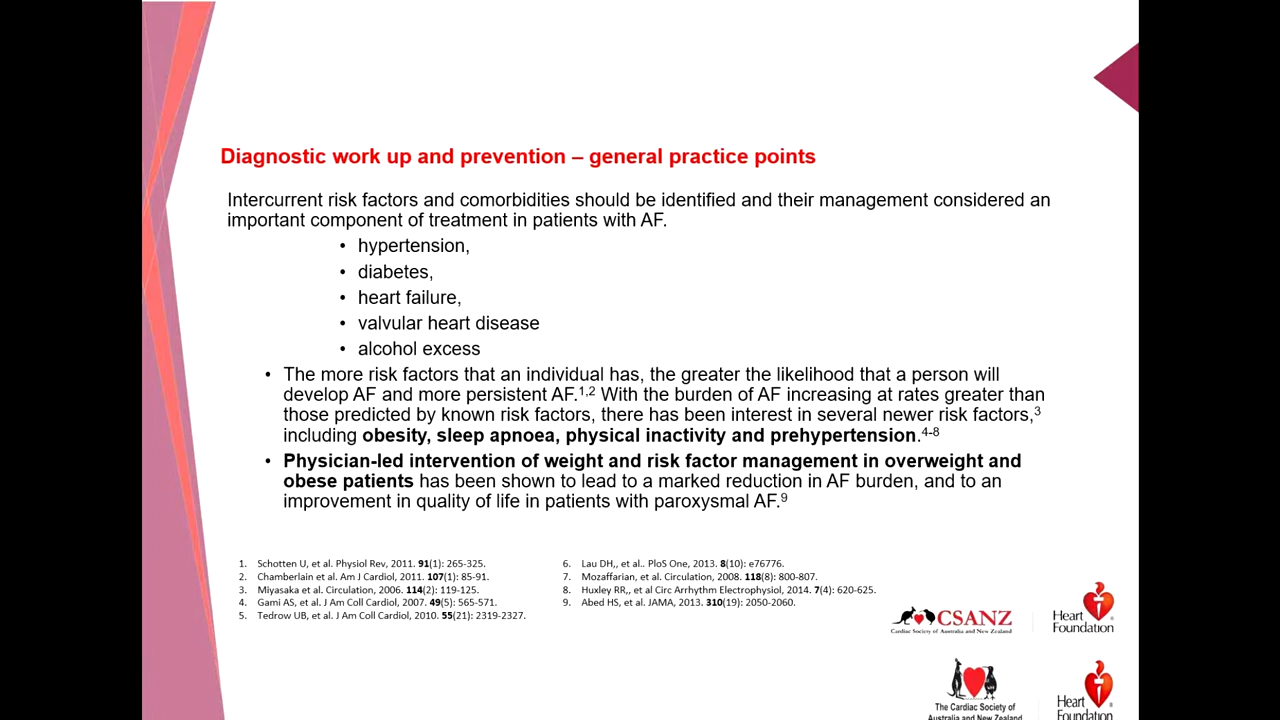 Diagnostic work up and prevention – general practice points
Intercurrent risk factors and comorbidities should be identified and their management considered an
important component of treatment in patients with AF.
• hypertension,
• diabetes,
• heart failure,
• valvular heart disease
• alcohol excess
• The more risk factors that an individual has, the greater the likelihood that a person will
develop AF and more persistent AF.1,2 With the burden of AF increasing at rates greater than
those predicted by known risk factors, there has been interest in several newer risk factors,3
including obesity, sleep apnoea, physical inactivity and prehypertension.4-8
• Physician-led intervention of weight and risk factor management in overweight and
obese patients has been shown to lead to a marked reduction in AF burden, and to an
improvement in quality of life in patients with paroxysmal AF.9
1. Schotten U, et al. Physiol Rev, 2011. 91(1): 265-325.
2. Chamberlain et al. Am J Cardiol, 2011. 107(1): 85-91.
3. Miyasaka et al. Circulation, 2006. 114(2): 119-125.
4. Gami AS, et al. J Am Coll Cardiol, 2007. 49(5): 565-571.
5. Tedrow UB, et al. J Am Coll Cardiol, 2010. 55(21): 2319-2327.
6. Lau DH,, et al.. PloS One, 2013. 8(10): e76776.
7. Mozaffarian, et al. Circulation, 2008. 118(8): 800-807.
8. Huxley RR,, et al Circ Arrhythm Electrophysiol, 2014. 7(4): 620-625.
9. Abed HS, et al. JAMA, 2013. 310(19): 2050-2060.
CSANZ
Cardiac Society of Australia and New Zealand
Heart
Foundation
The Cardiac Society of
Australia and New Zealand
Heart
Foundation